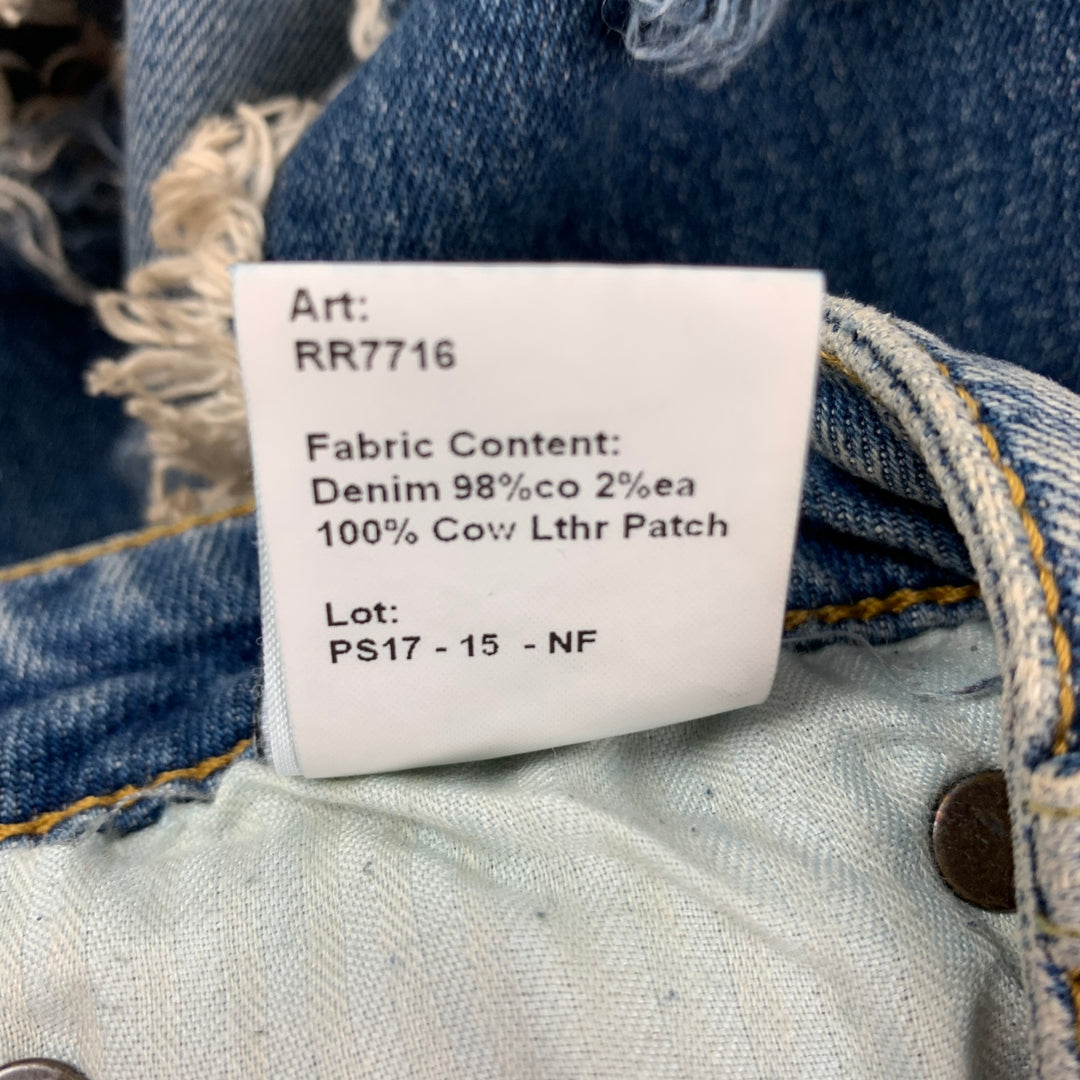 Art:
RR7716
Fabric Content:
Denim 98%co 2%ea
100% Cow Lthr Patch
Lot:
PS17 - 15 - NF